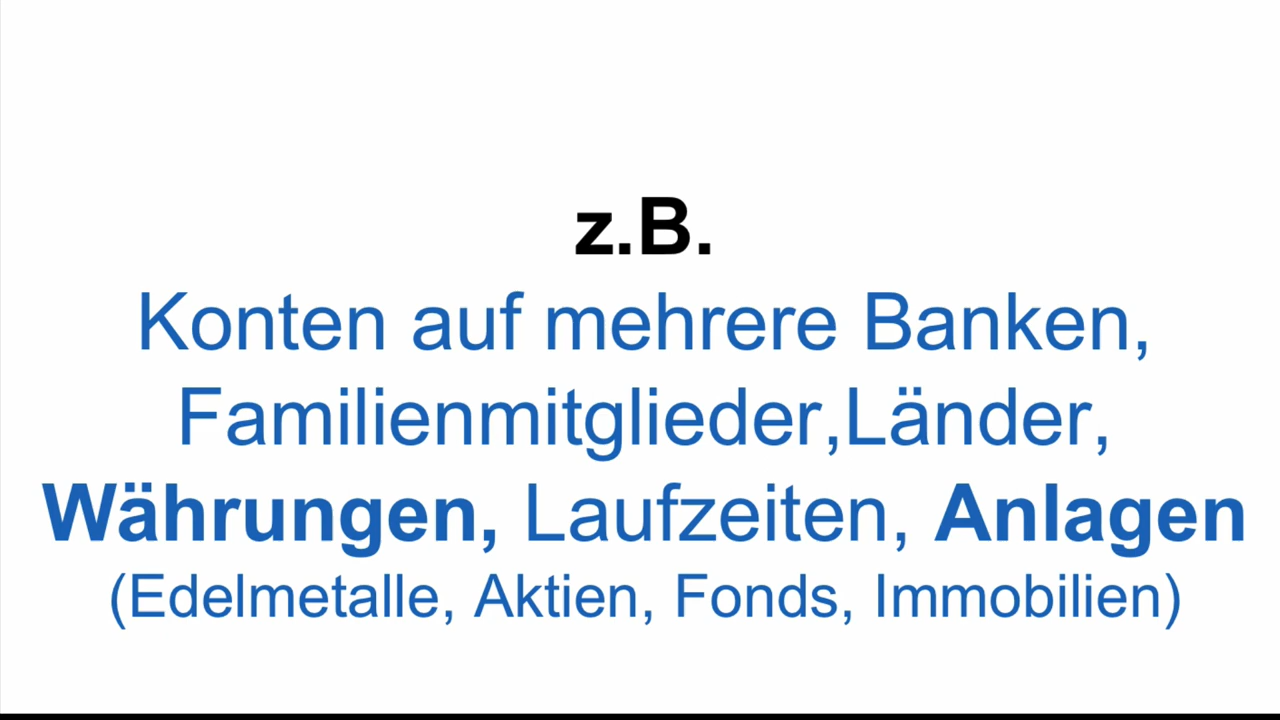 z.B.
Konten auf mehrere Banken,
Familienmitglieder,Länder,
Währungen, Laufzeiten, Anlagen
(Edelmetalle, Aktien, Fonds, Immobilien)